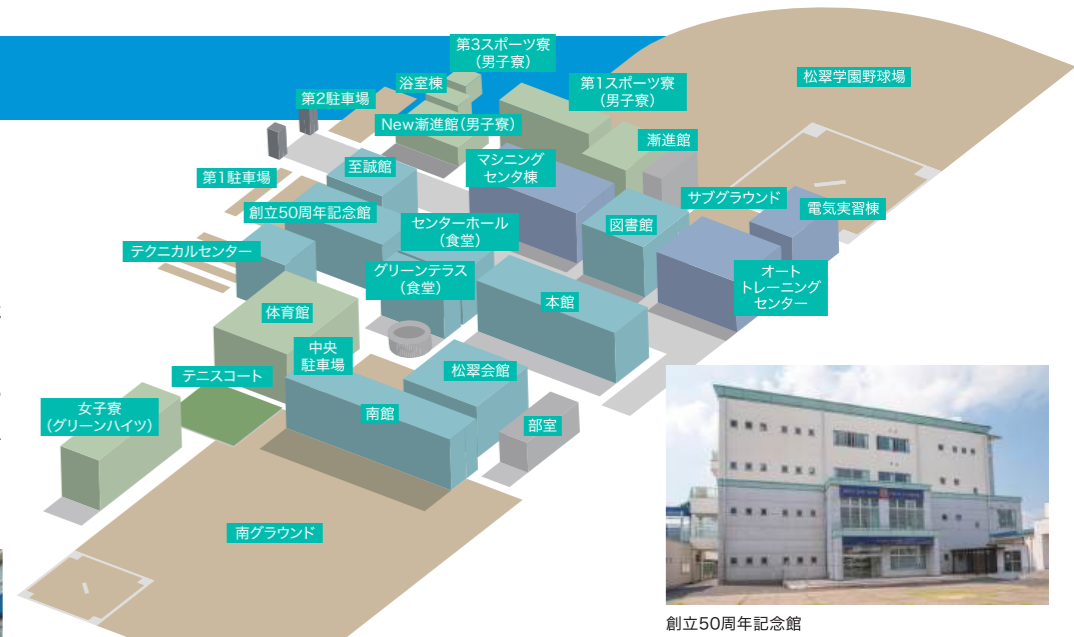 第3スポーツ寮
(男子寮)
浴室棟
第2駐車場
第1スポーツ寮
(男子寮)
松翠学園野球場
New漸進館(男子寮)
漸進館
マシニング
センタ棟
至誠館
第1駐車場
サブグラウンド
電気実習棟
創立50周年記念館
センターホール
(食堂)
図書館
テクニカルセンター
グリーンテラス
(食堂)
オート
トレーニング
センター
体育館
本館
中央
駐車場
松翠会館
テニスコート
女子寮
(グリーンハイツ)
南館
部室
南グラウンド
創立50周年記念館